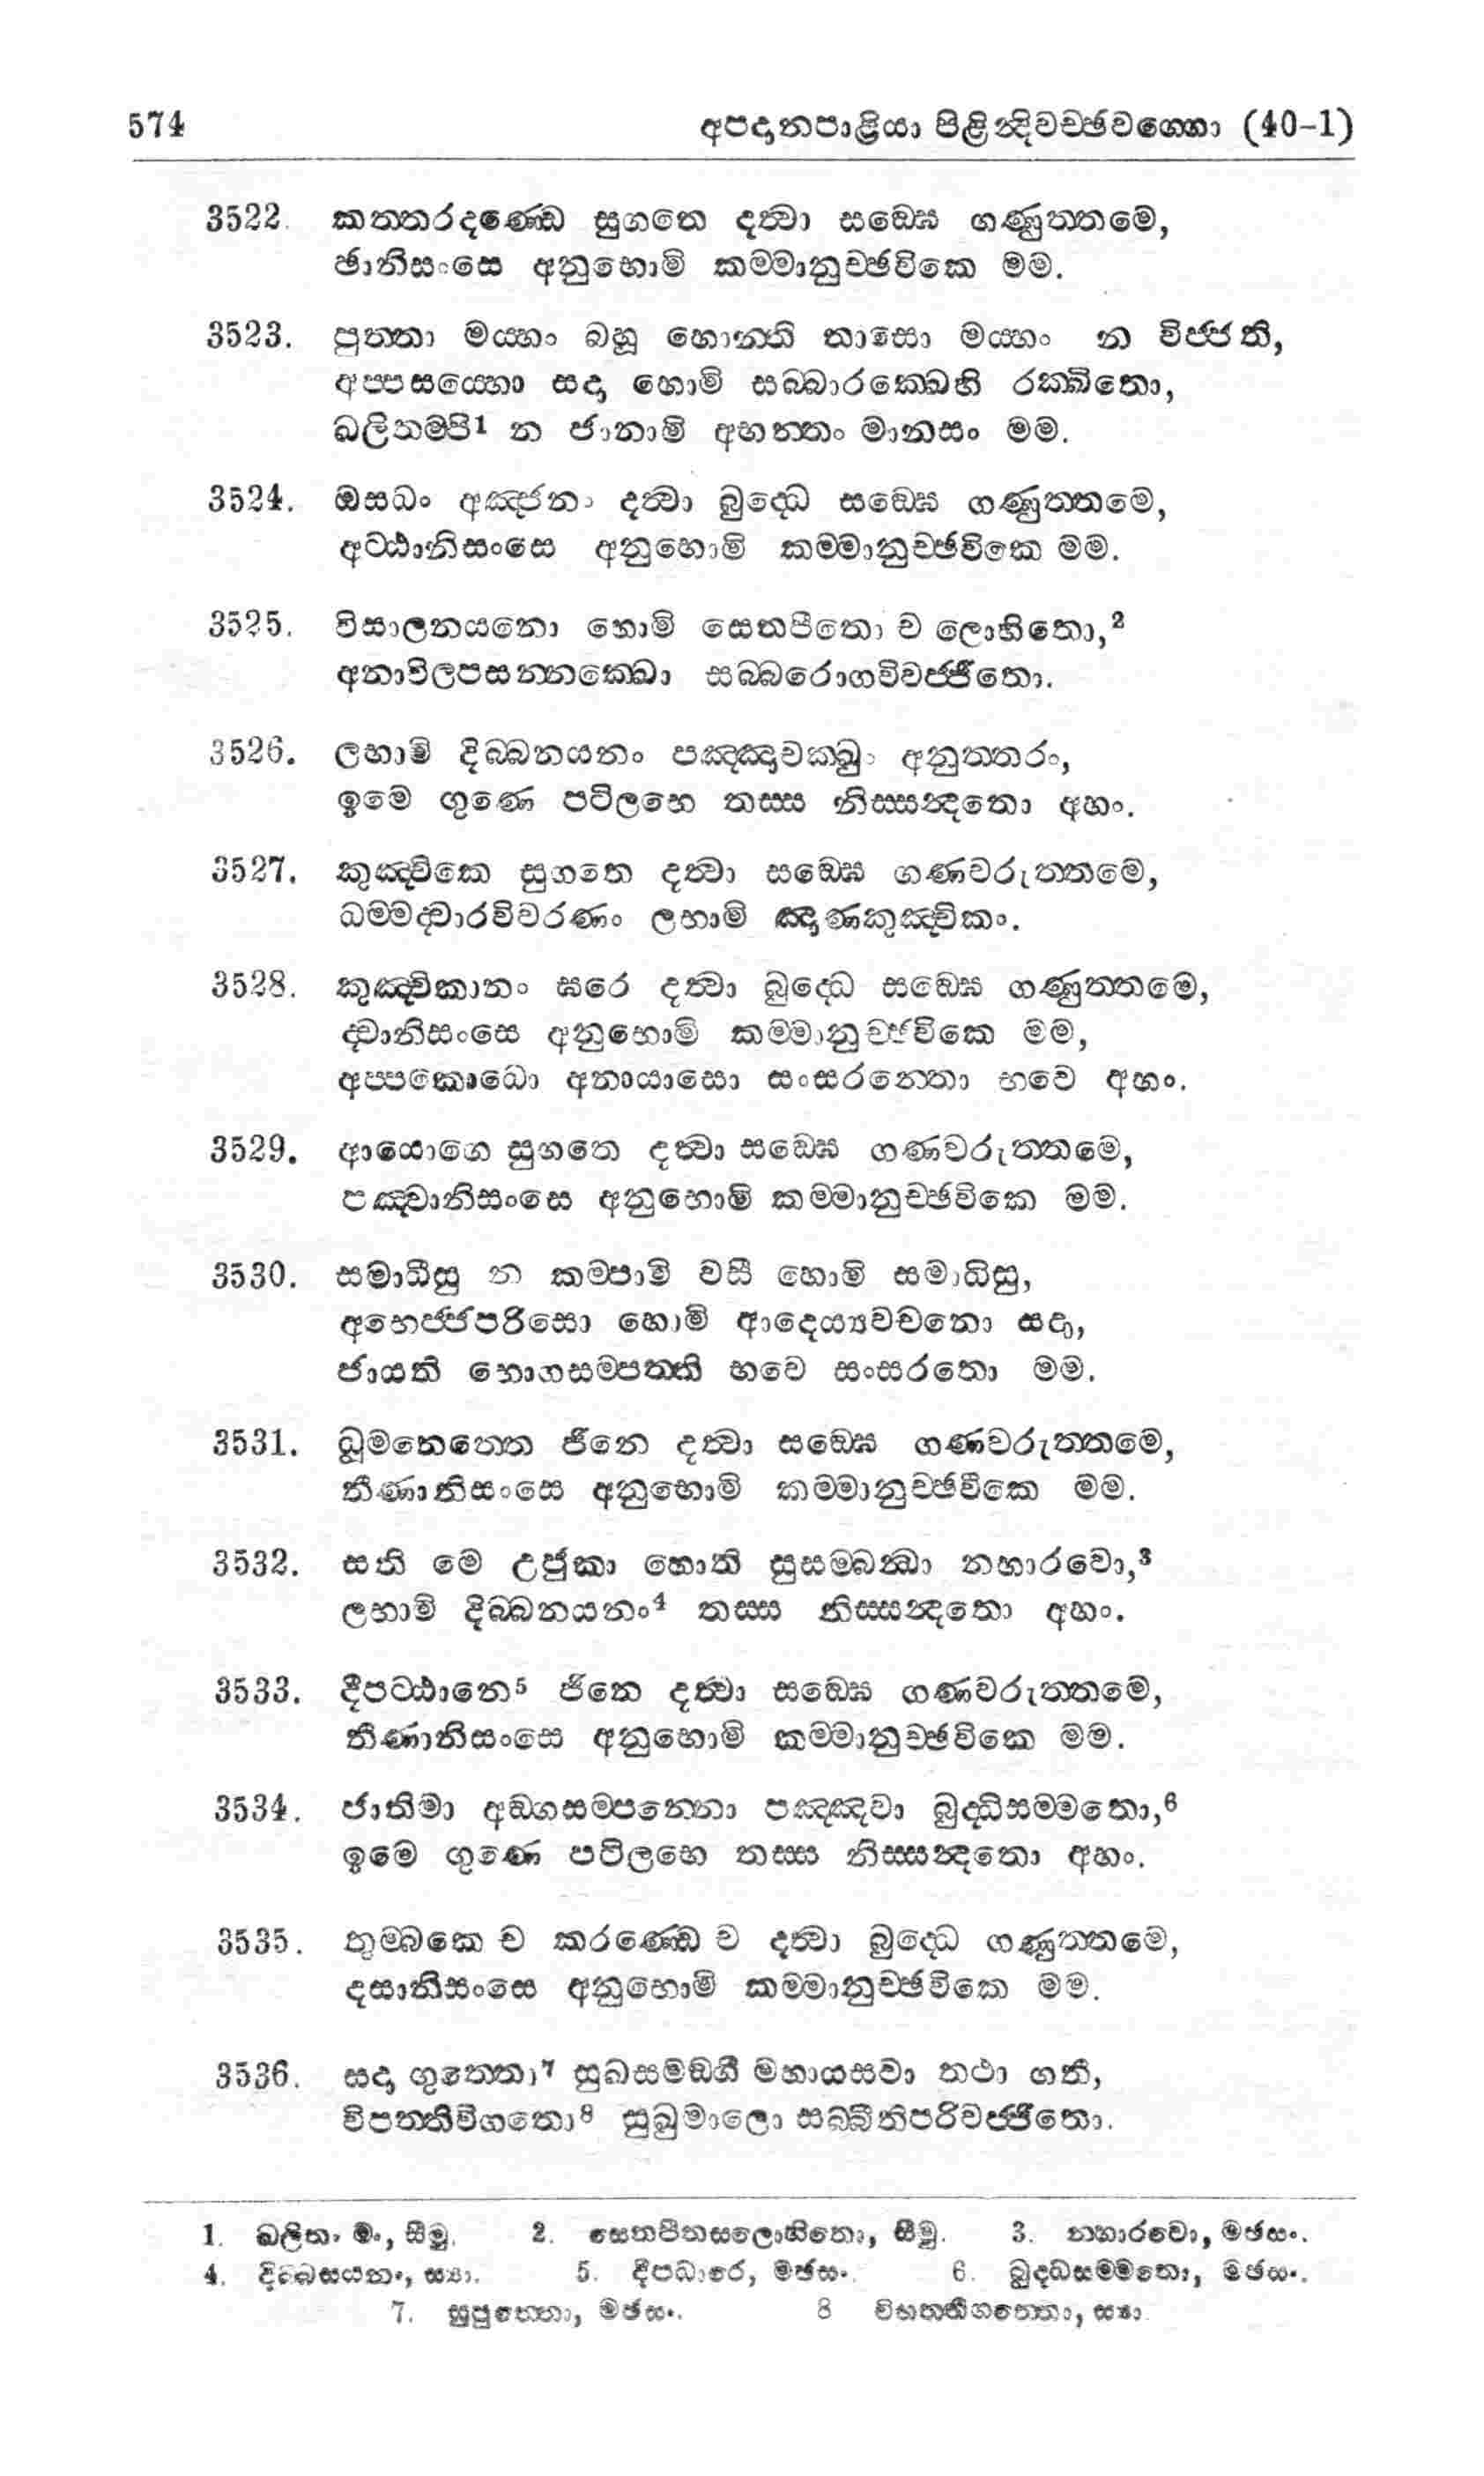 574 අපදානපාළියා පිළින්දිවච්ඡවග්ගො (40-1)
3522. කත්තරදණ්ඩෙ සුගතෙ දත්වා සඞ්ඝෙ ගණුත්තමෙ,
ඡානිසංසෙ අනුභොමි කම්මානුච්ඡවිකෙ මම.
3523. පුත්තා මය්හං බහූ හොන්ති තාසො මය්හං න විජ්ජති,
අප්පසය්හො සදා හොමි සබ්බාරක්ඛෙහි රක්ඛිතො,
ඛලිතම්පි1 න ජානාමි අභන්තං මානසං මම.
3524. ඔසධං අඤ්ජනං දත්වා බුද්ධෙ සඞ්ඝෙ ගණුත්තමෙ,
අට්ඨානිසංසෙ අනුභොමි කම්මානුච්ඡවිකෙ මම.
3525. විසාලනයනො හොමි සෙතපීතො ච ලොහිතො,2
අනාවිලපසන්නක්ඛො සබ්බරොගවිවජ්ජිතො.
3526. ලභාමි දිබ්බනයනං පඤ්ඤාචක්ඛුං අනුත්තරං,
ඉමෙ ගුණෙ පටිලභෙ තස්ස නිස්සන්දතො අහං.
3527. කුඤ්චිකෙ සුගතෙ දත්වා සඞ්ඝෙ ගණවරුත්තමෙ,
ධම්මද්වාරවිවරණං ලභාමි ඤාණකුඤ්චිකං.
3528. කුඤ්චිකානං ඝරෙ දත්වා බුද්ධෙ සඞ්ඝෙ ගණුත්තමෙ,
ද්වානිසංසෙ අනුභොමි කම්මානුච්ඡවිකෙ මම,
අප්පකොධො අනායාසො සංසරන්තො භවෙ අහං.
3529. ආයොගෙ සුගතෙ දත්වා සඞ්ඝෙ ගණවරුත්තමෙ,
පඤ්චානිසංසෙ අනුභොමි කම්මානුච්ඡවිකෙ මම.
3530. සමාධීසු න කම්පාමි වසී හොමි සමාධිසු,
අභෙජ්ජපරිසො හොමි ආදෙය්‍යවචනො සදා,
ජායති භොගසම්පත්ති භවෙ සංසරතො මම.
3531. ධූමනෙත්තෙ ජිනෙ දත්වා සඞ්ඝෙ ගණවරුත්තමෙ,
තීණානිසංසෙ අනුභොමි කම්මානුච්ඡවිකෙ මම.
3532. සති මෙ උජුකා හොති සුසම්බන්ධා නහාරවො,3
ලභාමි දිබ්බනයනං4 තස්ස නිස්සන්දතො අහං.
3533. දීපට්ඨානෙ5 ජිනෙ දත්වා සඞ්ඝෙ ගණවරුත්තමෙ,
තීණානිසංසෙ අනුභොමි කම්මානුච්ඡවිකෙ මම.
3534. ජාතිමා අඞ්ගසම්පන්නො පඤ්ඤවා බුද්ධිසම්මතො,6
ඉමෙ ගුණෙ පටිලභෙ තස්ස නිස්සන්දතො අහං.
3535. තුම්බකෙ ච කරණ්ඩෙ ච දත්වා බුද්ධෙ ගණුත්තමෙ,
දසානිසංසෙ අනුභොමි කම්මානුච්ඡවිකෙ මම.
3536. සදා ගුත්තො7 සුඛසමඞ්ගී මහායසවා තථා ගතී,
විපත්තිවිගතො8 සුඛුමාලො සබ්බීතිපරිවජ්ජිතො.
1. ඛලිතං මං, සීමු. 2. සෙතපීතසලොහිතො, සීමු. 3. න්හාරවො, මඡසං.
4. දිබ්බසයනං, ස්‍යා. 5. දීපධාරෙ, මඡසං. 6. බුද්ධසම්මතො, මඡසං.
7. සුගුත්තො, මඡසං. 8 විභත්තිගත්තො, ස්‍යා.